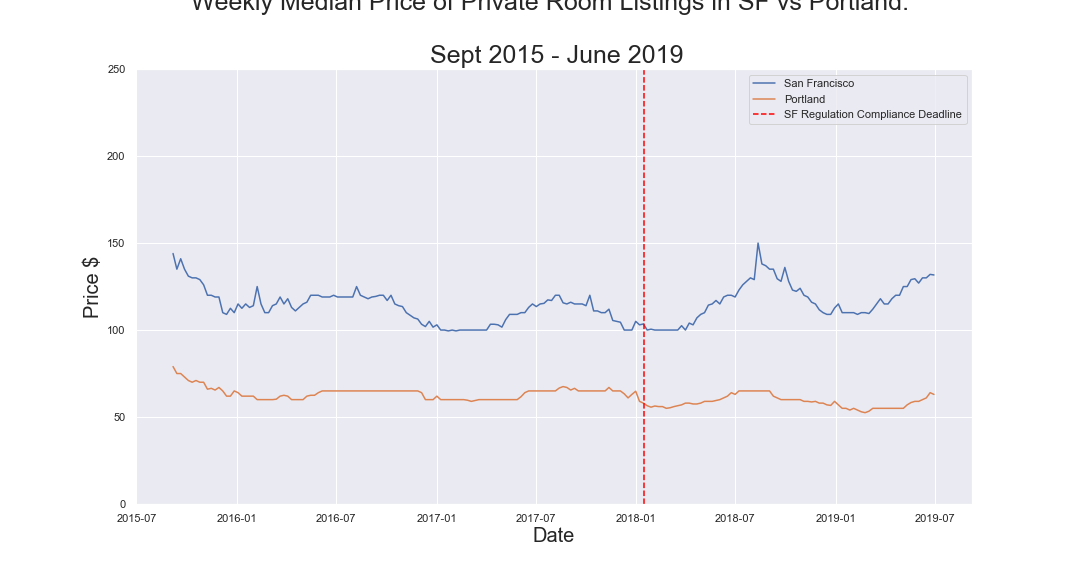 Weekly Median Price of Private Room Listings in SF vs Portland.
Sept 2015 - June 2019
250
200
150
100
50
0
Price $
San Francisco
Portland
SF Regulation Compliance Deadline
2015-07 2016-01 2016-07 2017-01 2017-07 2018-01 2018-07 2019-01 2019-07
Date